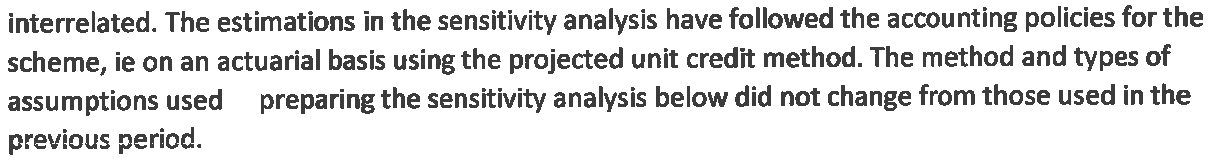 interrelated. The estimations in the sensitivity analysis have followed the accounting policies for the
scheme, ie on an actuarial basis using the projected unit credit method. The method and types of
assumptions used preparing the sensitivity analysis below did not change from those used in the
previous period.